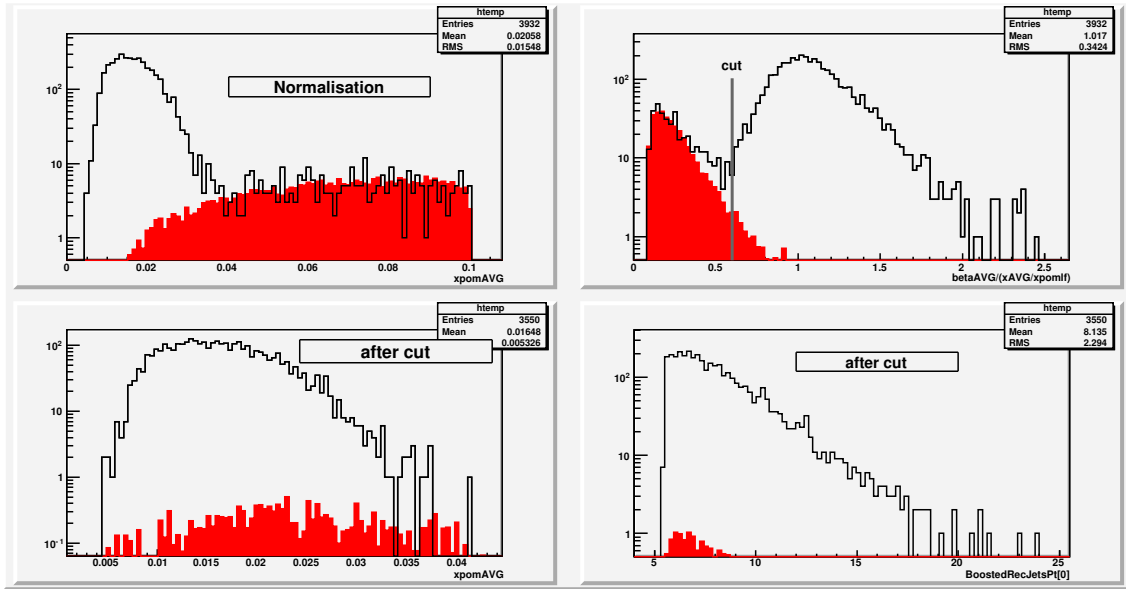 htemp
Entries 3932
Mean 0.02058
RMS 0.01548
Normalisation
10²
10
1
0 0.02 0.04 0.06 0.08 0.1
xpomAVG
htemp
Entries 3932
Mean 1.017
RMS 0.3424
cut
10²
10
1
0 0.5 1 1.5 2 2.5
betaAVG/(xAVG/xpomlf)
htemp
Entries 3550
Mean 0.01648
0.005326
after cut
10²
10
1
10⁻¹
0.005 0.01 0.015 0.02 0.025 0.03 0.035 0.04
xpomAVG
htemp
Entries 3550
Mean 8.135
RMS 2.294
after cut
10²
10
1
5 10 15 20 25
BoostedRecJetsPt[0]